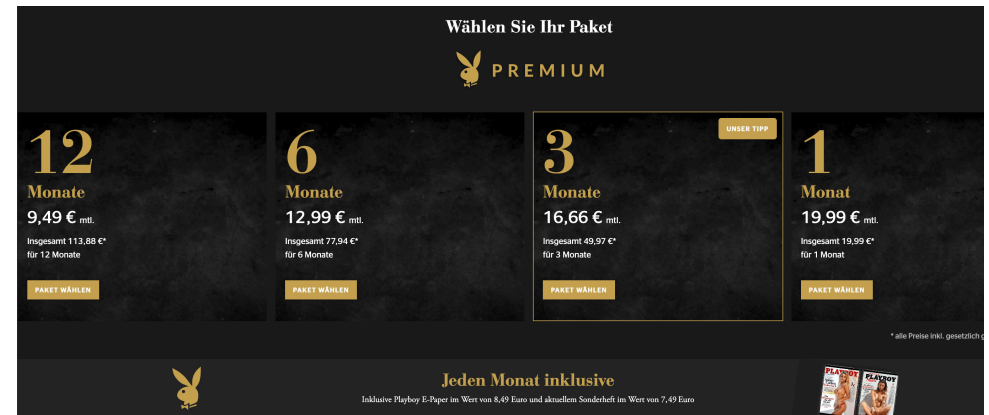 Wählen Sie Ihr Paket
PREMIUM
12
Monate
9,49 € mtl.
Insgesamt 113,88 €*
für 12 Monate
PAKET WÄHLEN
6
Monate
12,99 € mtl.
Insgesamt 77,94 €*
für 6 Monate
PAKET WÄHLEN
UNSER TIPP
3
Monate
16,66 € mtl.
Insgesamt 49,97 €*
für 3 Monate
PAKET WÄHLEN
1
Monat
19,99 € mtl.
Insgesamt 19,99 €*
für 1 Monat
PAKET WÄHLEN
* alle Preise inkl. gesetzlich
Jeden Monat inklusive
Inklusive Playboy E-Paper im Wert von 8,49 Euro und aktuellem Sonderheft im Wert von 7,49 Euro
PLAYBOY
PLAYBOY